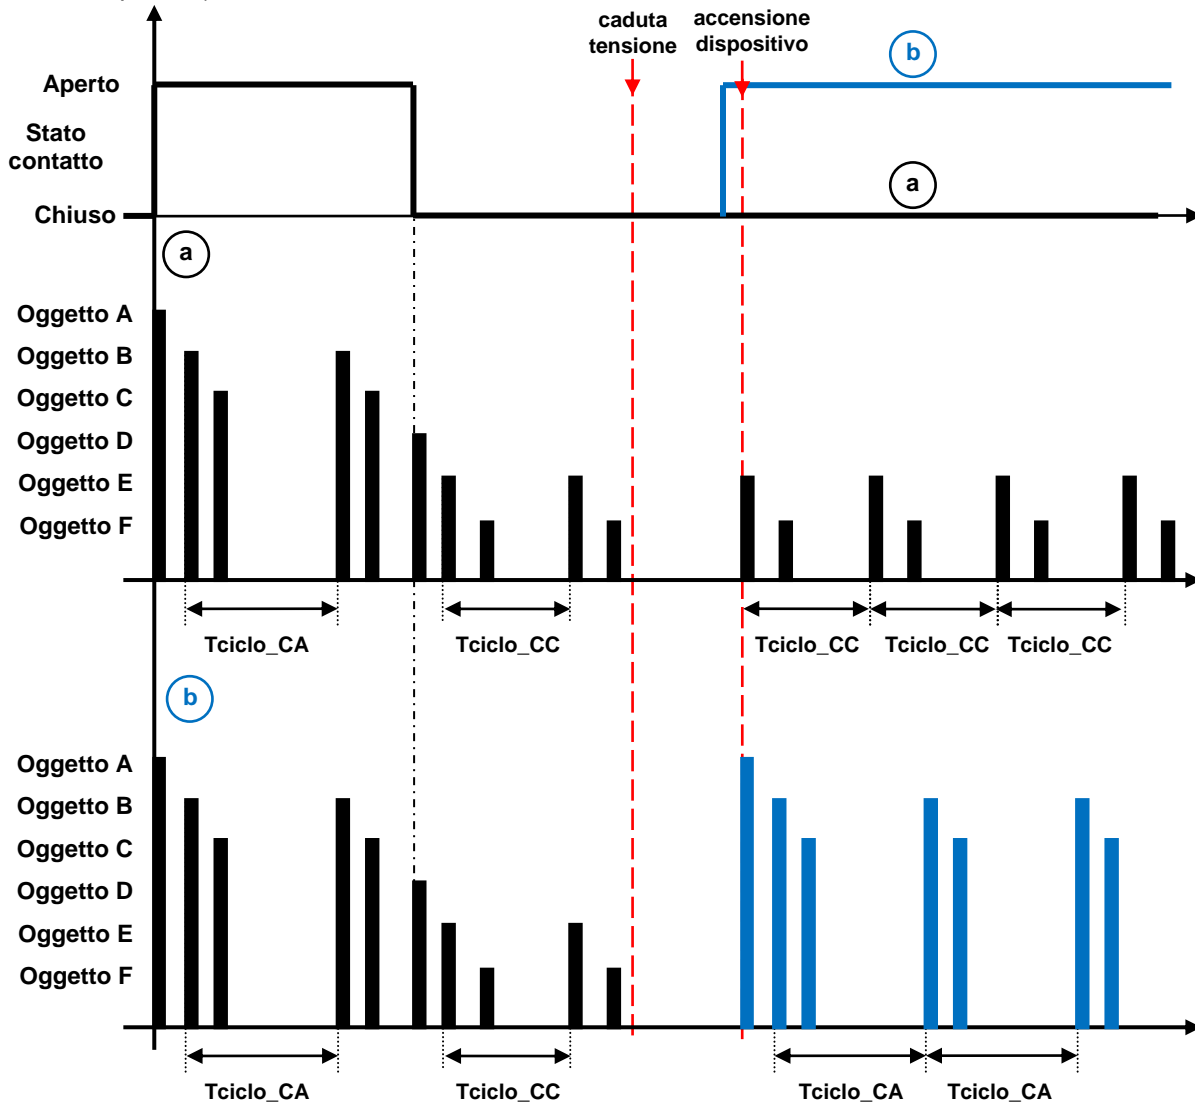 caduta
tensione
accensione
dispositivo
b
Aperto
Stato
contatto
a
Chiuso
a
Oggetto A
Oggetto B
Oggetto C
Oggetto D
Oggetto E
Oggetto F
Tciclo_CA
Tciclo_CC
Tciclo_CC
Tciclo_CC
Tciclo_CC
b
Oggetto A
Oggetto B
Oggetto C
Oggetto D
Oggetto E
Oggetto F
Tciclo_CA
Tciclo_CC
Tciclo_CA
Tciclo_CA